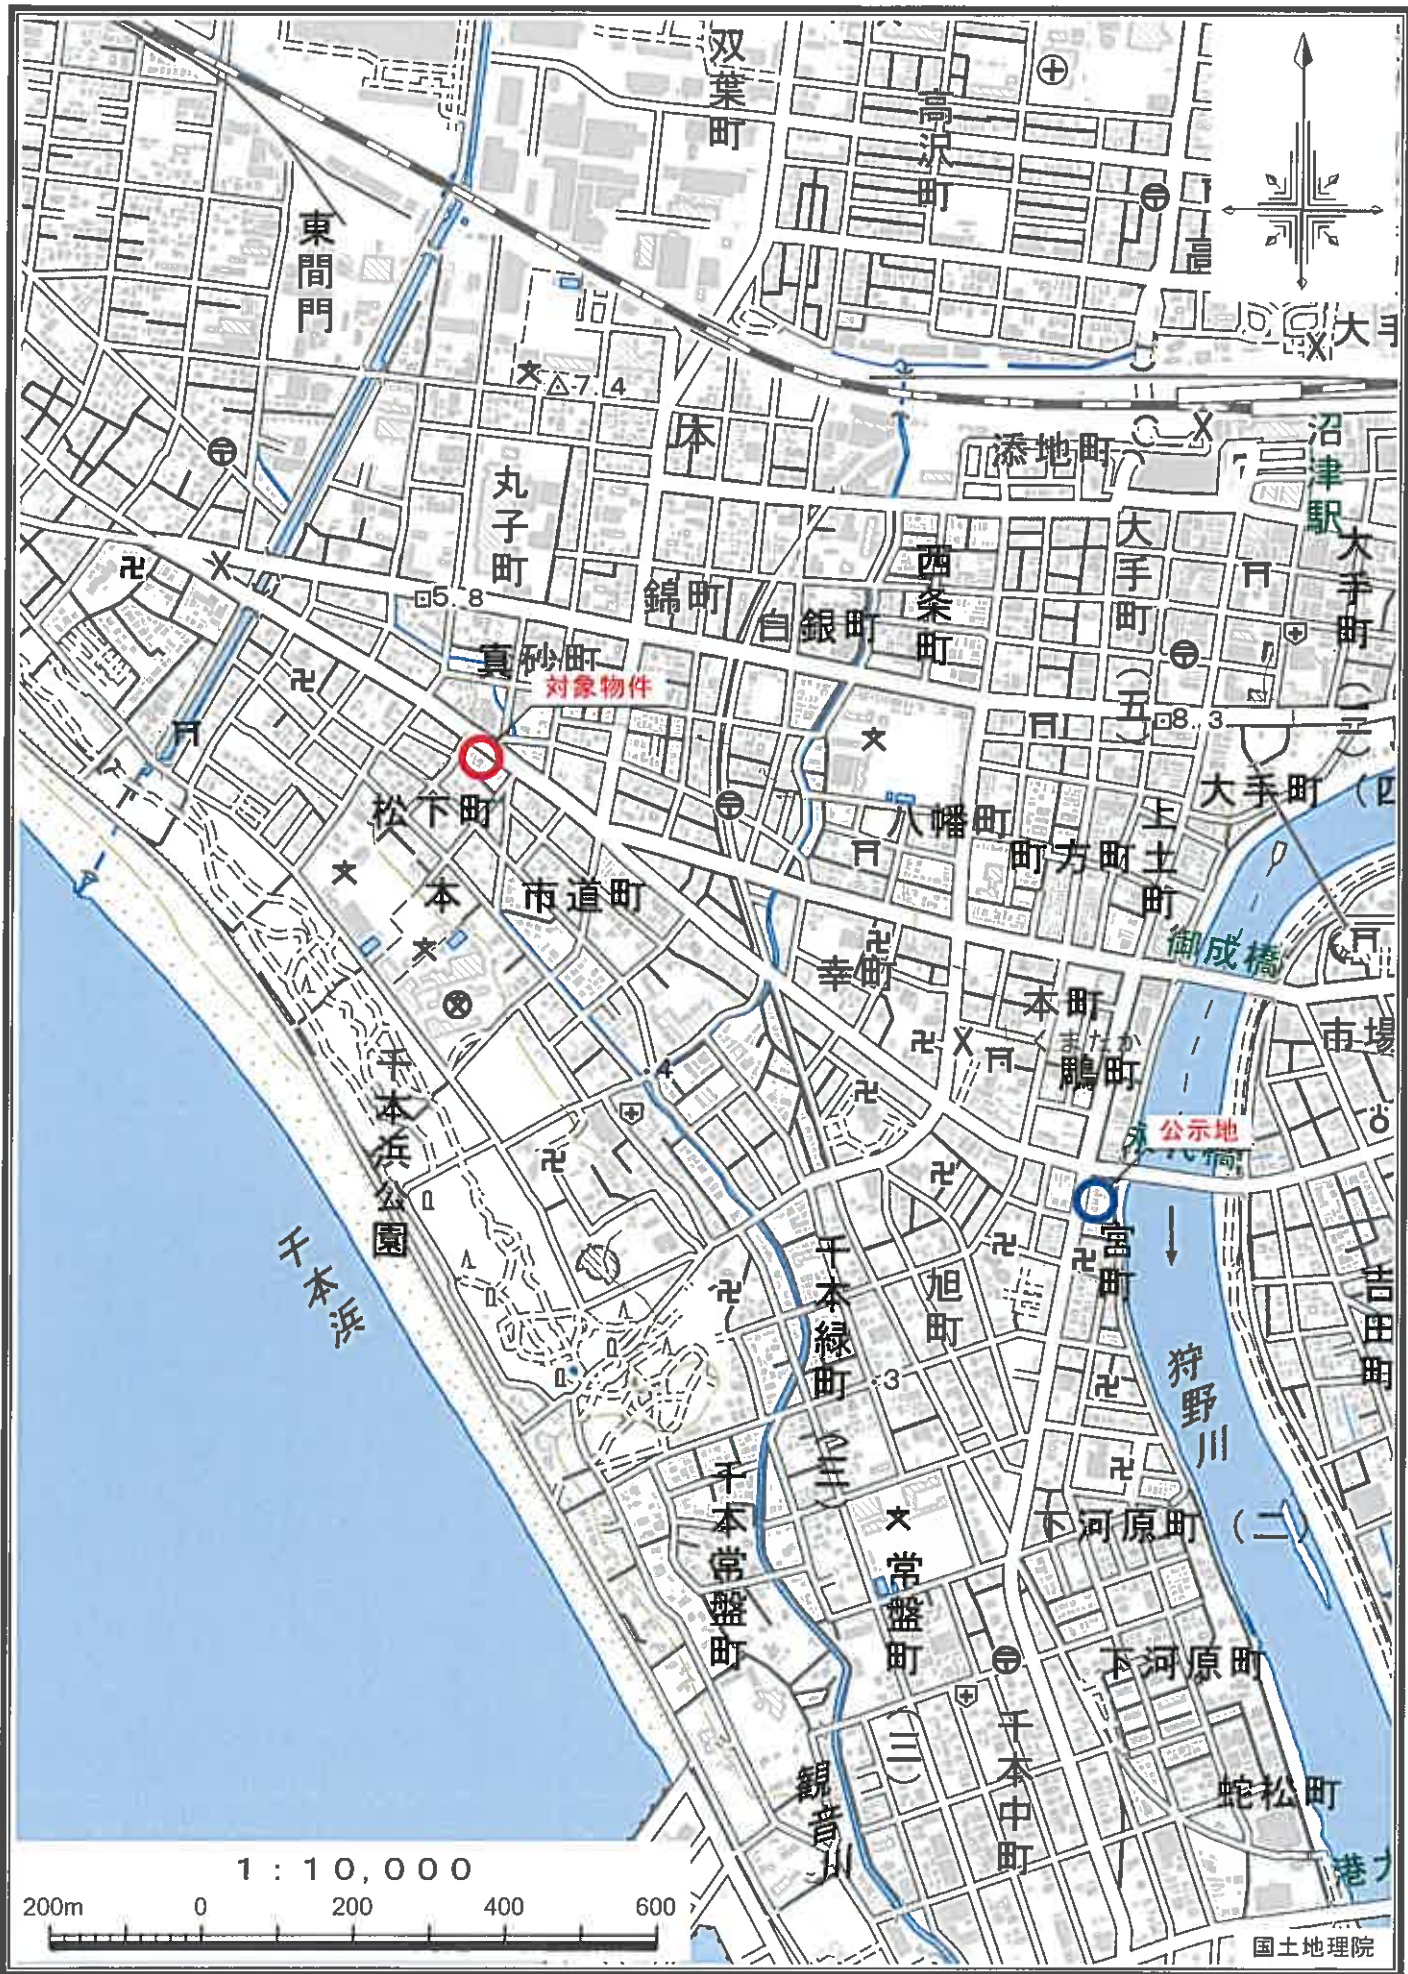 双葉町
高沢町
東間門
大手
沼津駅
添地町
7.4
本
丸子町
大手町(五)
西条町
大手町(三)
5.8
錦町
白銀町
真砂町
対象物件
8.3
大手町(四
松下町
八幡町
町方町
上土町
本
市道町
御成橋
幸町
本町
市場
またか
鵰町
4
千本浜公園
公示地
千本浜
宮町
千本緑町(三)
旭町
吉田町
3
狩野川
千本常盤町
下河原町(二)
常盤町(三)
下河原町
千本中町
観音川
蛇松町
港大
1:10,000
200m 0 200 400 600
国土地理院